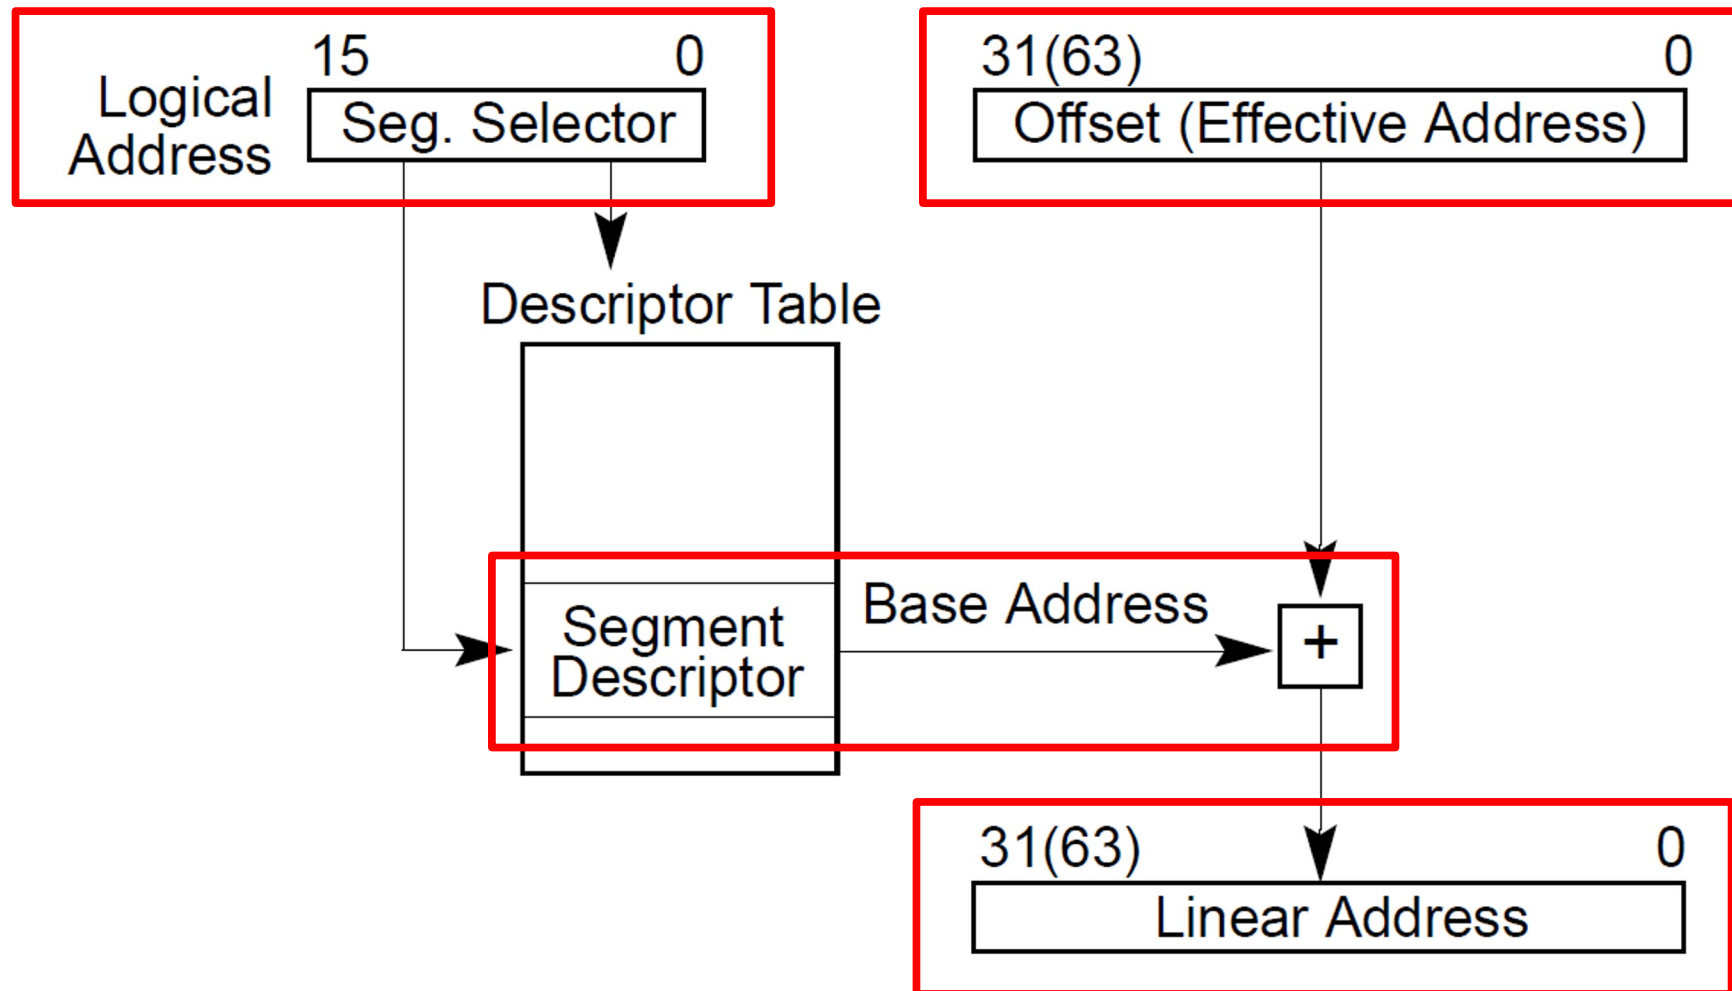 15 0
31(63) 0
Logical
Address
Seg. Selector
Offset (Effective Address)
Descriptor Table
Base Address
Segment
Descriptor
+
31(63) 0
Linear Address